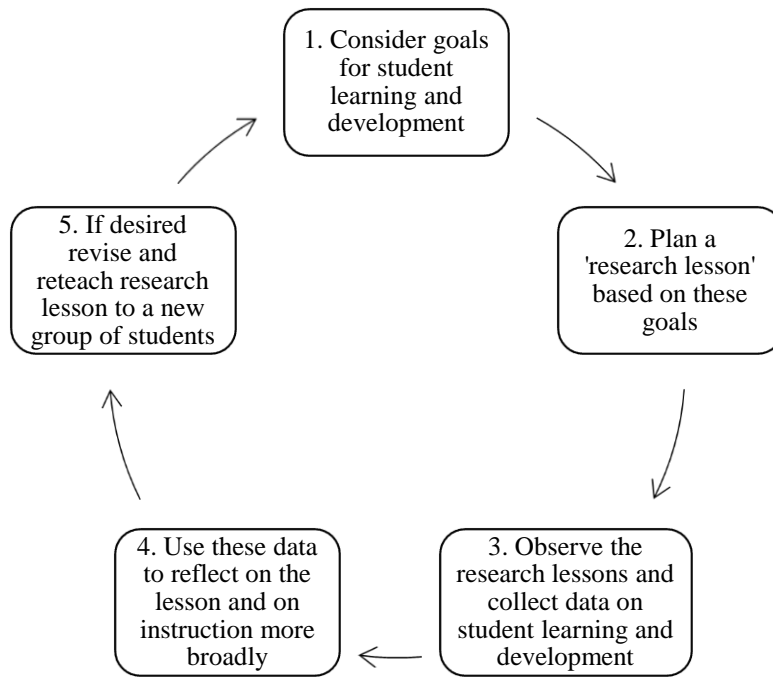 1. Consider goals
for student
learning and
development
2. Plan a
'research lesson'
based on these
goals
3. Observe the
research lessons and
collect data on
student learning and
development
4. Use these data
to reflect on the
lesson and on
instruction more
broadly
5. If desired
revise and
reteach research
lesson to a new
group of students